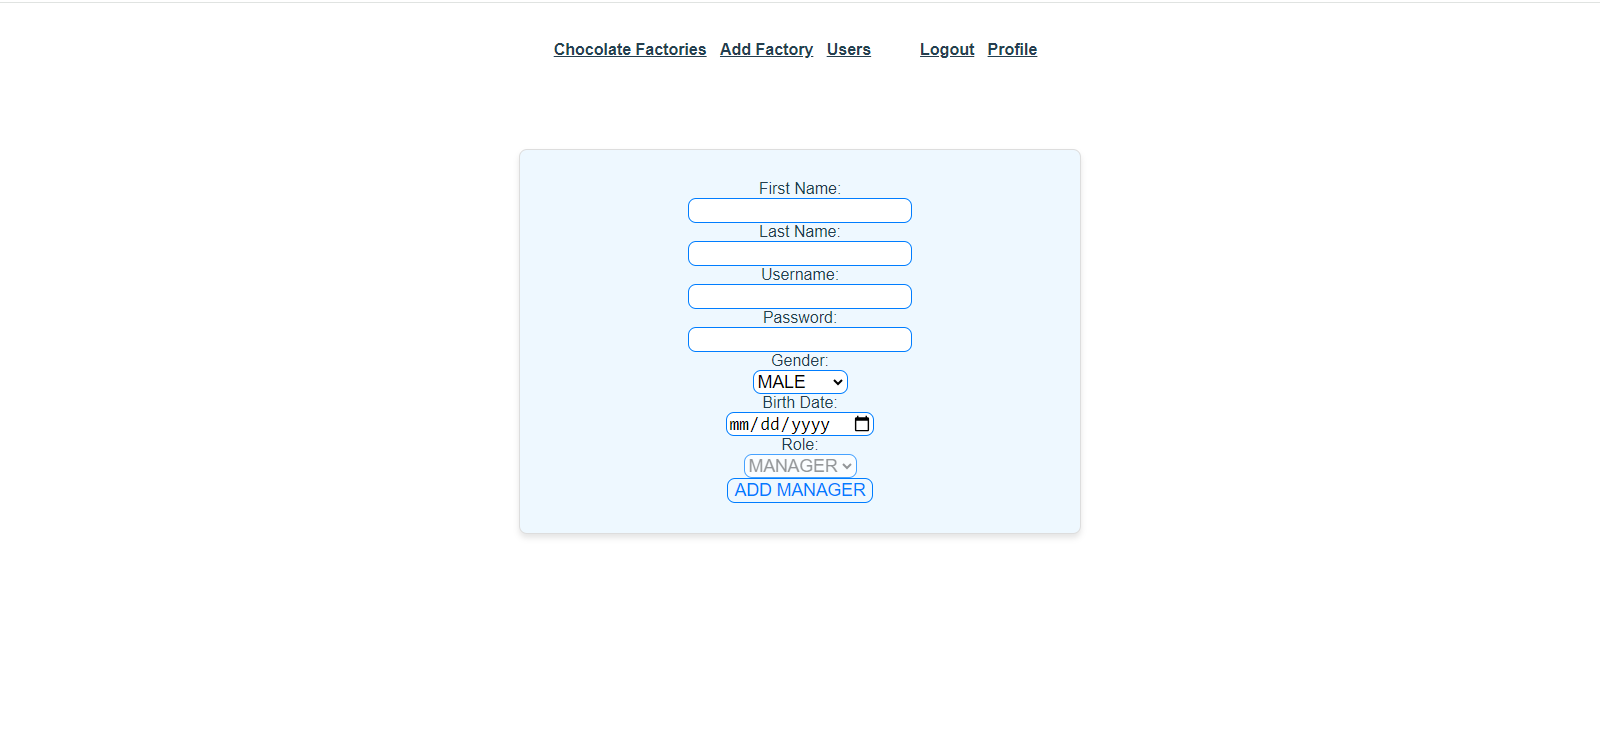 Chocolate Factories Add Factory Users Logout Profile
First Name:
Last Name:
Username:
Password:
Gender:
MALE
Birth Date:
mm/dd/yyyy
Role:
MANAGER
ADD MANAGER